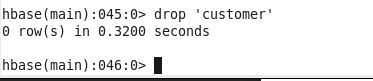 hbase(main):045:0> drop 'customer'
0 row(s) in 0.3200 seconds
hbase(main):046:0>